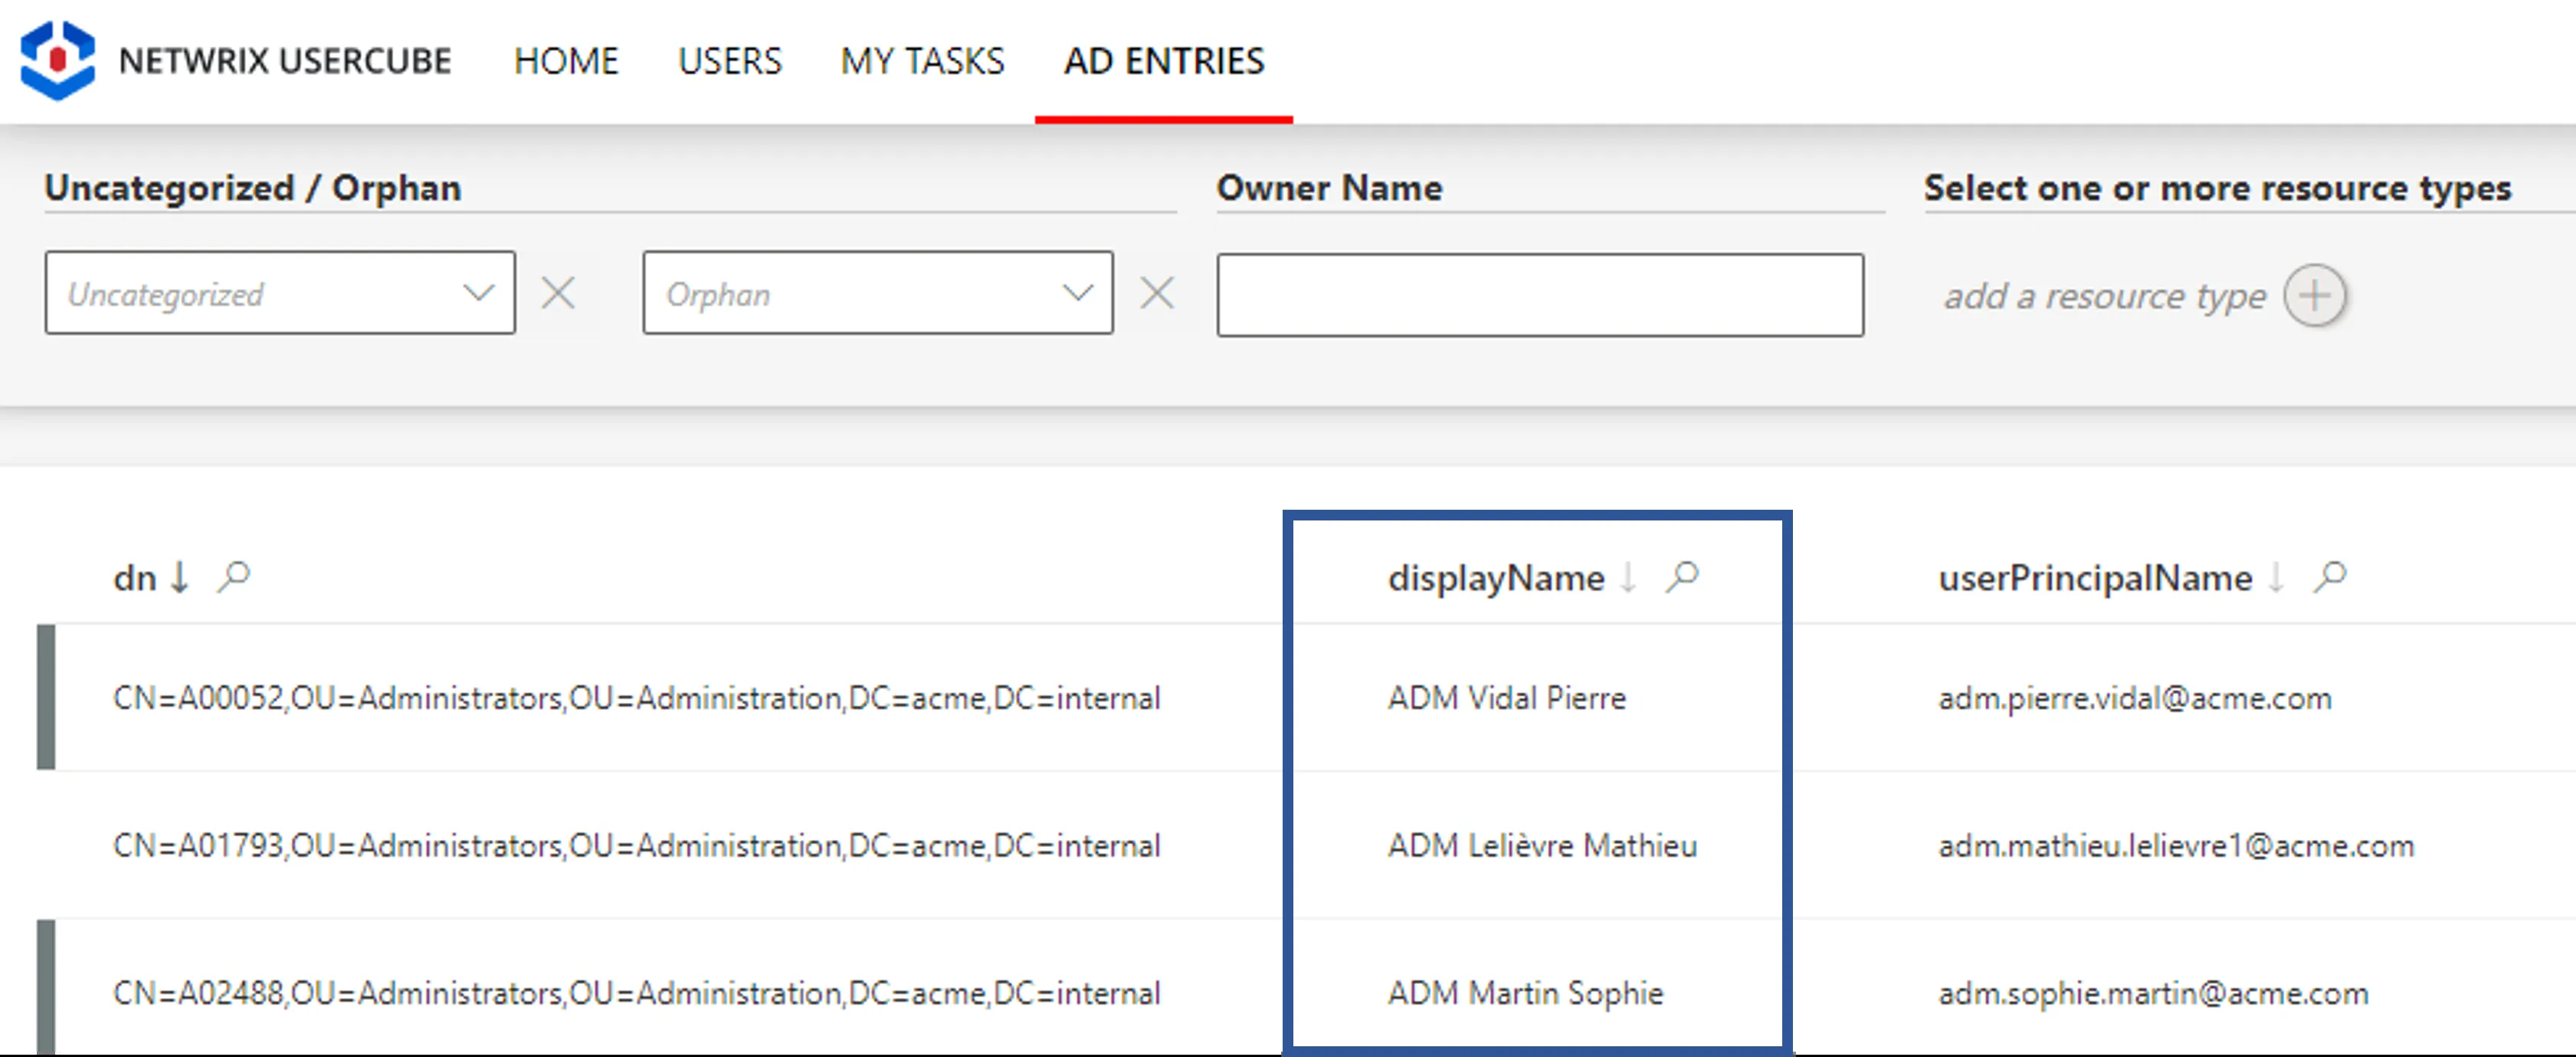 NETWRIX USERCUBE HOME USERS MY TASKS AD ENTRIES
Uncategorized / Orphan Owner Name Select one or more resource types
Uncategorized Orphan add a resource type
dn displayName userPrincipalName
CN=A00052,OU=Administrators,OU=Administration,DC=acme,DC=internal ADM Vidal Pierre adm.pierre.vidal@acme.com
CN=A01793,OU=Administrators,OU=Administration,DC=acme,DC=internal ADM Lelièvre Mathieu adm.mathieu.lelievre1@acme.com
CN=A02488,OU=Administrators,OU=Administration,DC=acme,DC=internal ADM Martin Sophie adm.sophie.martin@acme.com